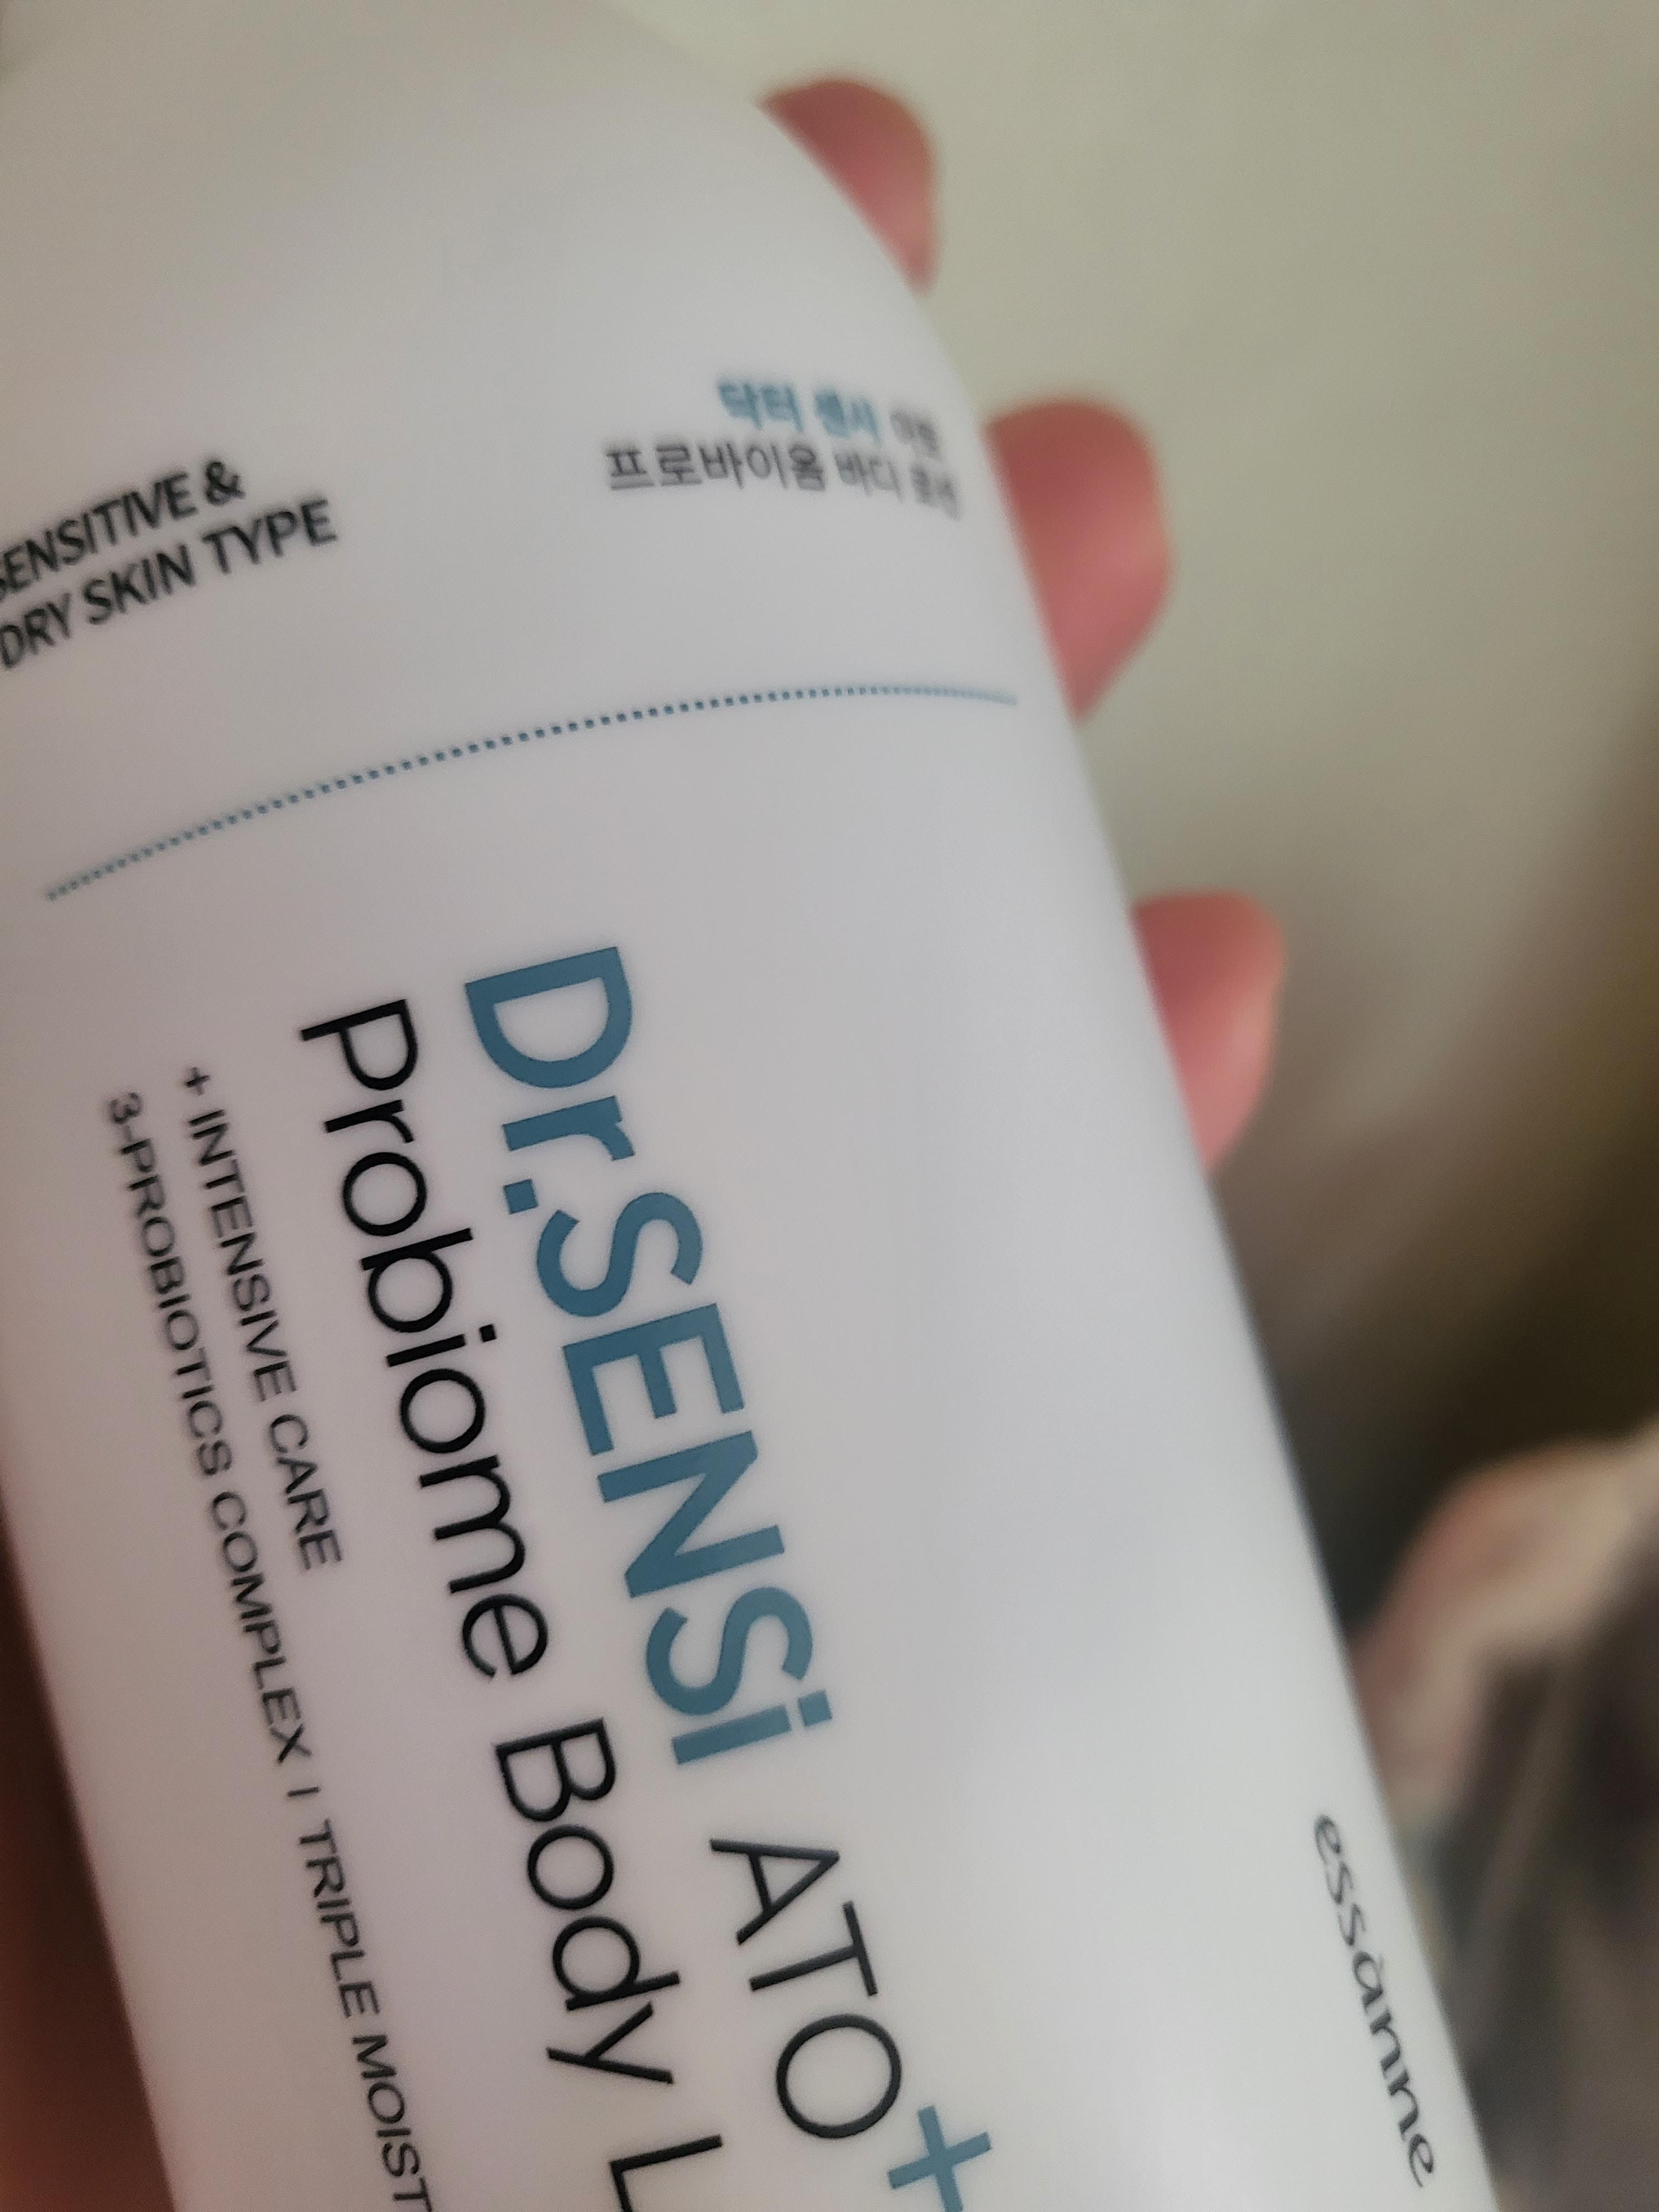 SENSITIVE &
DRY SKIN TYPE
닥터 센시 아토
프로바이옴 바디 로션
essànne
Dr.SENSi ATO+
Probiome Body L
+ INTENSIVE CARE
3-PROBIOTICS COMPLEX I TRIPLE MOIST